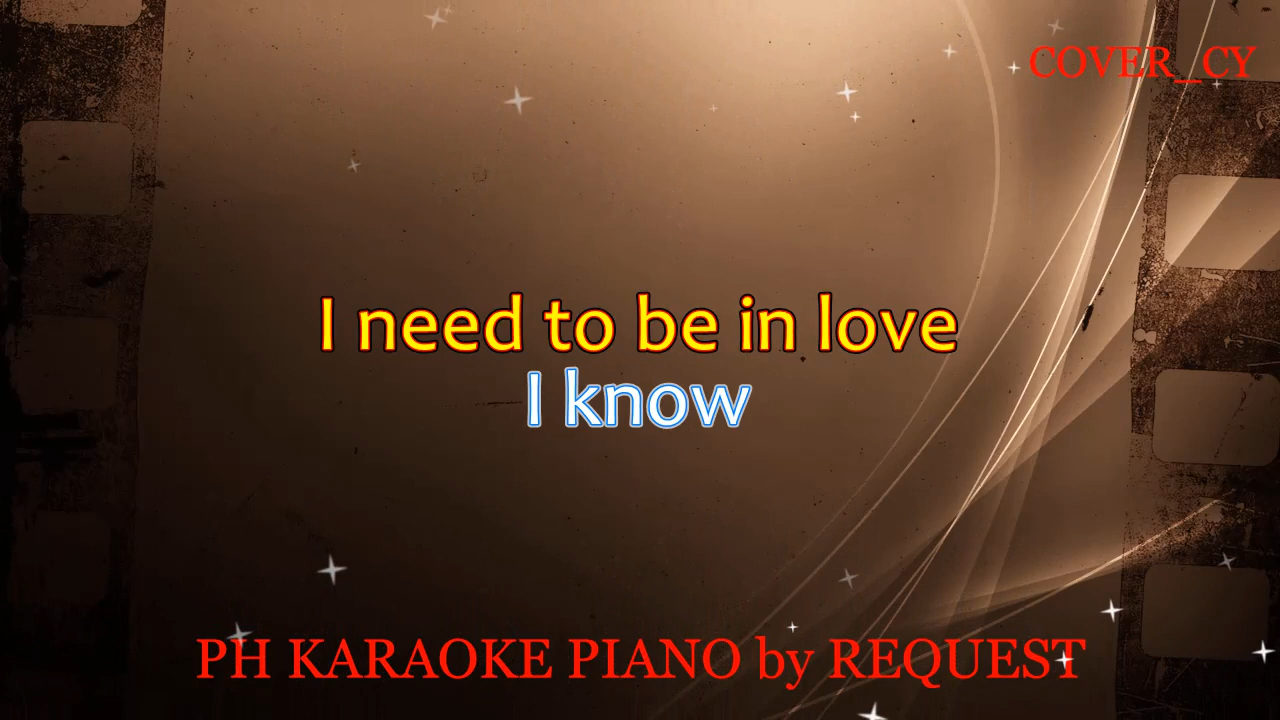 COVER_CY
I need to be in love
I know
PH KARAOKE PIANO by REQUEST